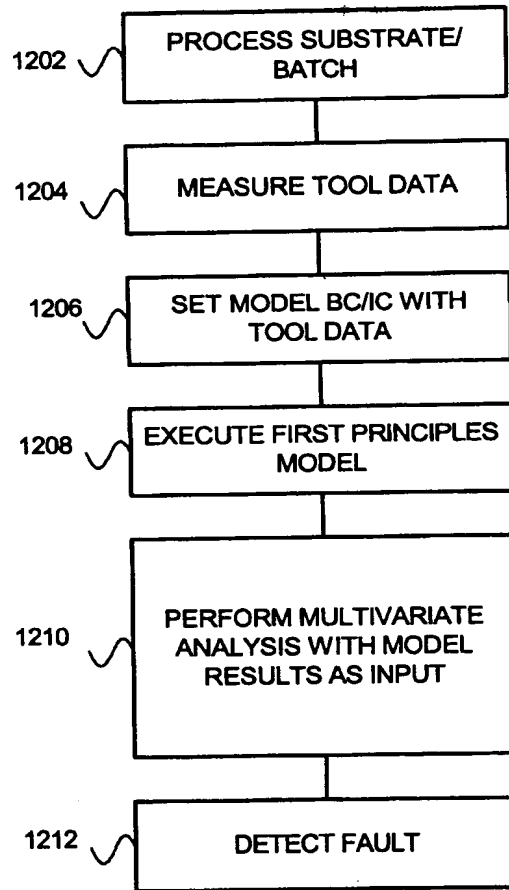 1202
PROCESS SUBSTRATE/
BATCH
1204
MEASURE TOOL DATA
1206
SET MODEL BC/IC WITH
TOOL DATA
1208
EXECUTE FIRST PRINCIPLES
MODEL
1210
PERFORM MULTIVARIATE
ANALYSIS WITH MODEL
RESULTS AS INPUT
1212
DETECT FAULT